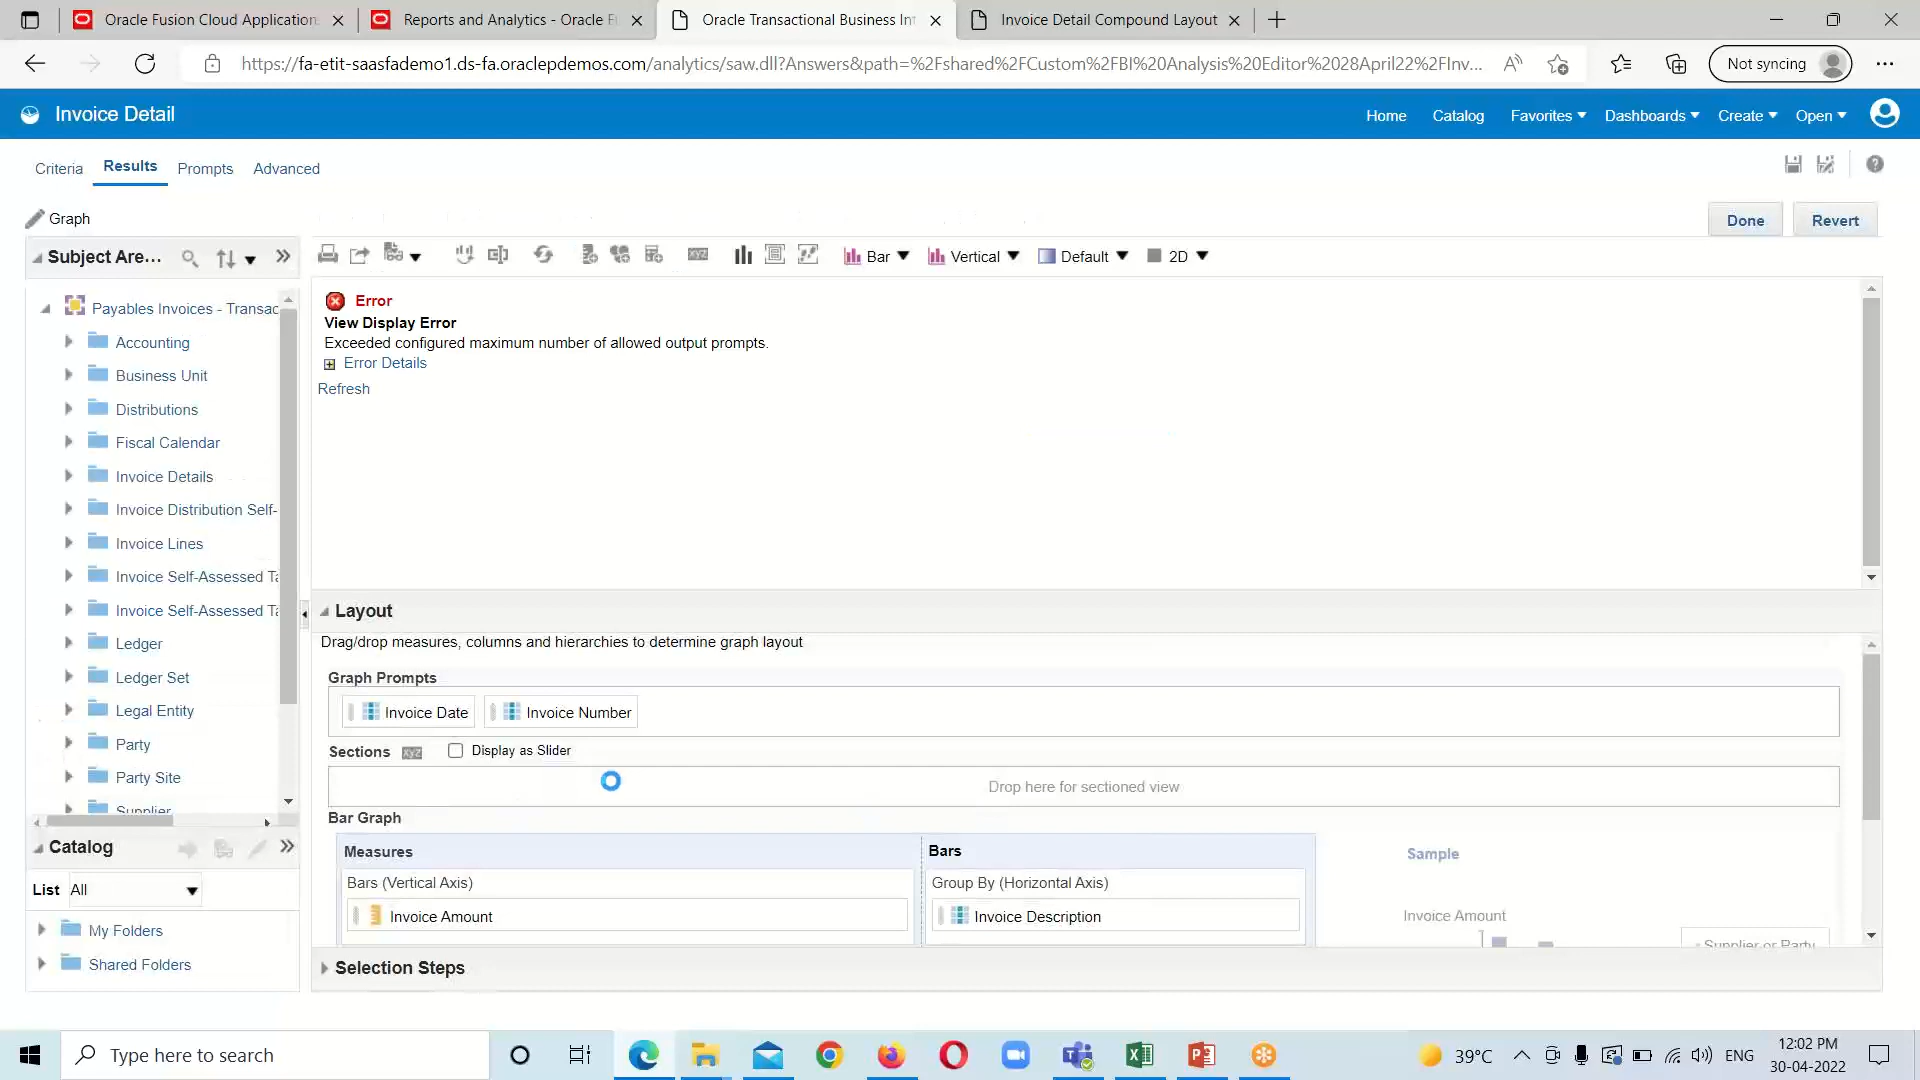 Oracle Fusion Cloud Application
Reports and Analytics - Oracle F
Oracle Transactional Business Int
Invoice Detail Compound Layout
https://fa-etit-saasfademo1.ds-fa.oraclepdemos.com/analytics/saw.dll?Answers&path=%2Fshared%2FCustom%2FBI%20Analysis%20Editor%2028April22%2FInv...
Not syncing
Invoice Detail
Home
Catalog
Favorites
Dashboards
Create
Open
Criteria
Results
Prompts
Advanced
Graph
Done
Revert
Subject Are...
Bar
Vertical
Default
2D
Payables Invoices - Transac
Accounting
Business Unit
Distributions
Fiscal Calendar
Invoice Details
Invoice Distribution Self-
Invoice Lines
Invoice Self-Assessed Ta
Invoice Self-Assessed Ta
Ledger
Ledger Set
Legal Entity
Party
Party Site
Supplier
Error
View Display Error
Exceeded configured maximum number of allowed output prompts.
Error Details
Refresh
Layout
Drag/drop measures, columns and hierarchies to determine graph layout
Graph Prompts
Invoice Date
Invoice Number
Sections
xyz
Display as Slider
Drop here for sectioned view
Bar Graph
Measures
Bars
Bars (Vertical Axis)
Group By (Horizontal Axis)
Invoice Amount
Invoice Description
Sample
Invoice Amount
Supplier or Party
Selection Steps
Catalog
List All
My Folders
Shared Folders
Type here to search
39°C
ENG
12:02 PM
30-04-2022